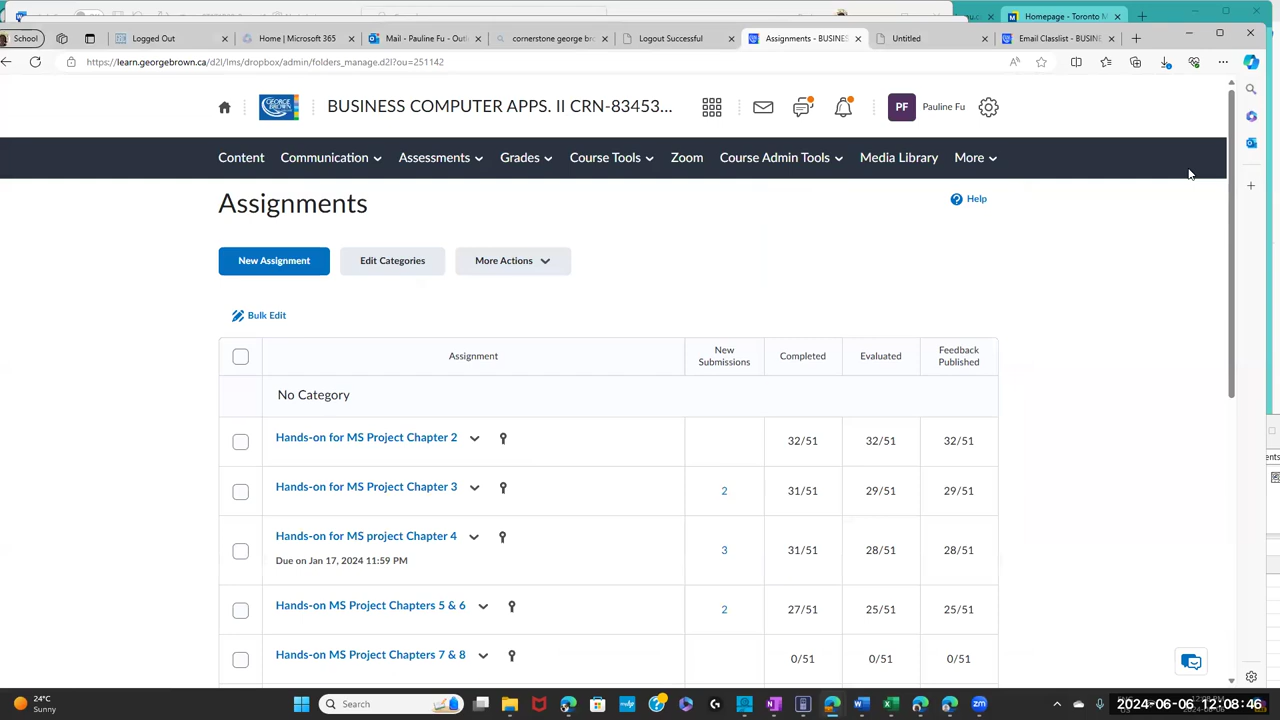 Homepage - Toronto M
School
Logged Out
Home | Microsoft 365
Mail - Pauline Fu - Outl
cornerstone george bro
Logout Successful
Assignments - BUSINES
Untitled
Email Classlist - BUSINE
https://learn.georgebrown.ca/d2l/lms/dropbox/admin/folders_manage.d2l?ou=251142
GEORGE BROWN
BUSINESS COMPUTER APPS. II CRN-83453...
PF
Pauline Fu
Content
Communication
Assessments
Grades
Course Tools
Zoom
Course Admin Tools
Media Library
More
Assignments
Help
New Assignment
Edit Categories
More Actions
Bulk Edit
Assignment
New Submissions
Completed
Evaluated
Feedback Published
No Category
Hands-on for MS Project Chapter 2
32/51
32/51
32/51
Hands-on for MS Project Chapter 3
2
31/51
29/51
29/51
Hands-on for MS project Chapter 4
Due on Jan 17, 2024 11:59 PM
3
31/51
28/51
28/51
Hands-on MS Project Chapters 5 & 6
2
27/51
25/51
25/51
Hands-on MS Project Chapters 7 & 8
0/51
0/51
0/51
24°C
Sunny
Search
2024-06-06 12:08:46